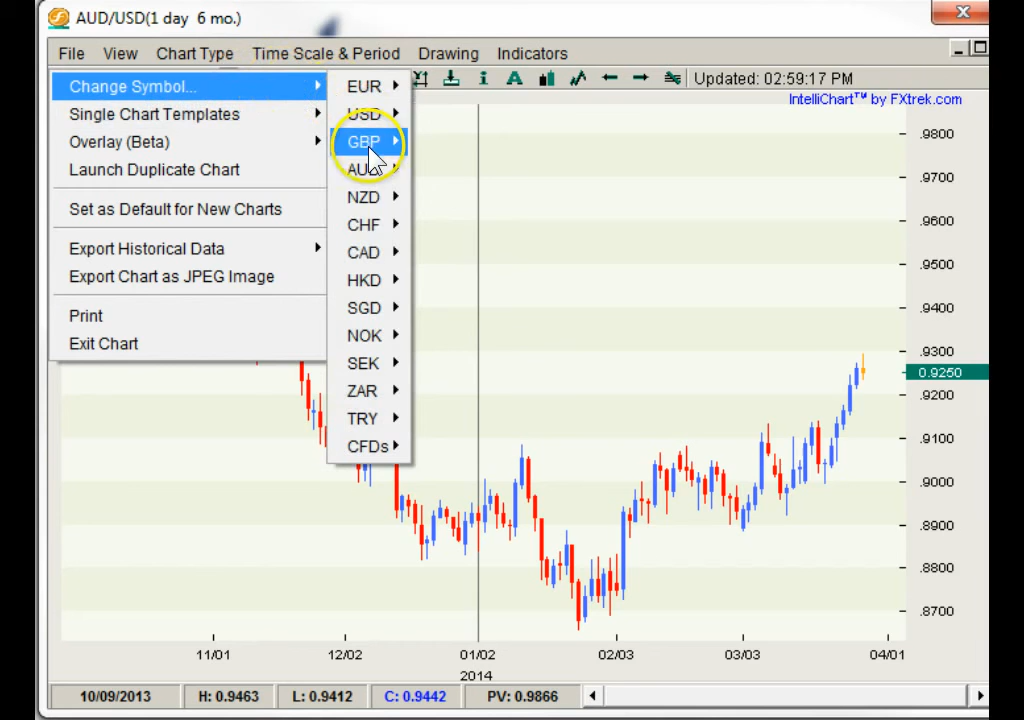 AUD/USD(1 day 6 mo.)
File View Chart Type Time Scale & Period Drawing Indicators
Updated: 02:59:17 PM
IntelliChart™ by FXtrek.com
Change Symbol...
Single Chart Templates
Overlay (Beta)
Launch Duplicate Chart
Set as Default for New Charts
Export Historical Data
Export Chart as JPEG Image
Print
Exit Chart
EUR
USD
GBP
AUD
NZD
CHF
CAD
HKD
SGD
NOK
SEK
ZAR
TRY
CFDs
.9800
.9700
.9600
.9500
.9400
.9300
0.9250
.9200
.9100
.9000
.8900
.8800
.8700
11/01 12/02 01/02 02/03 03/03 04/01
2014
10/09/2013 H: 0.9463 L: 0.9412 C: 0.9442 PV: 0.9866